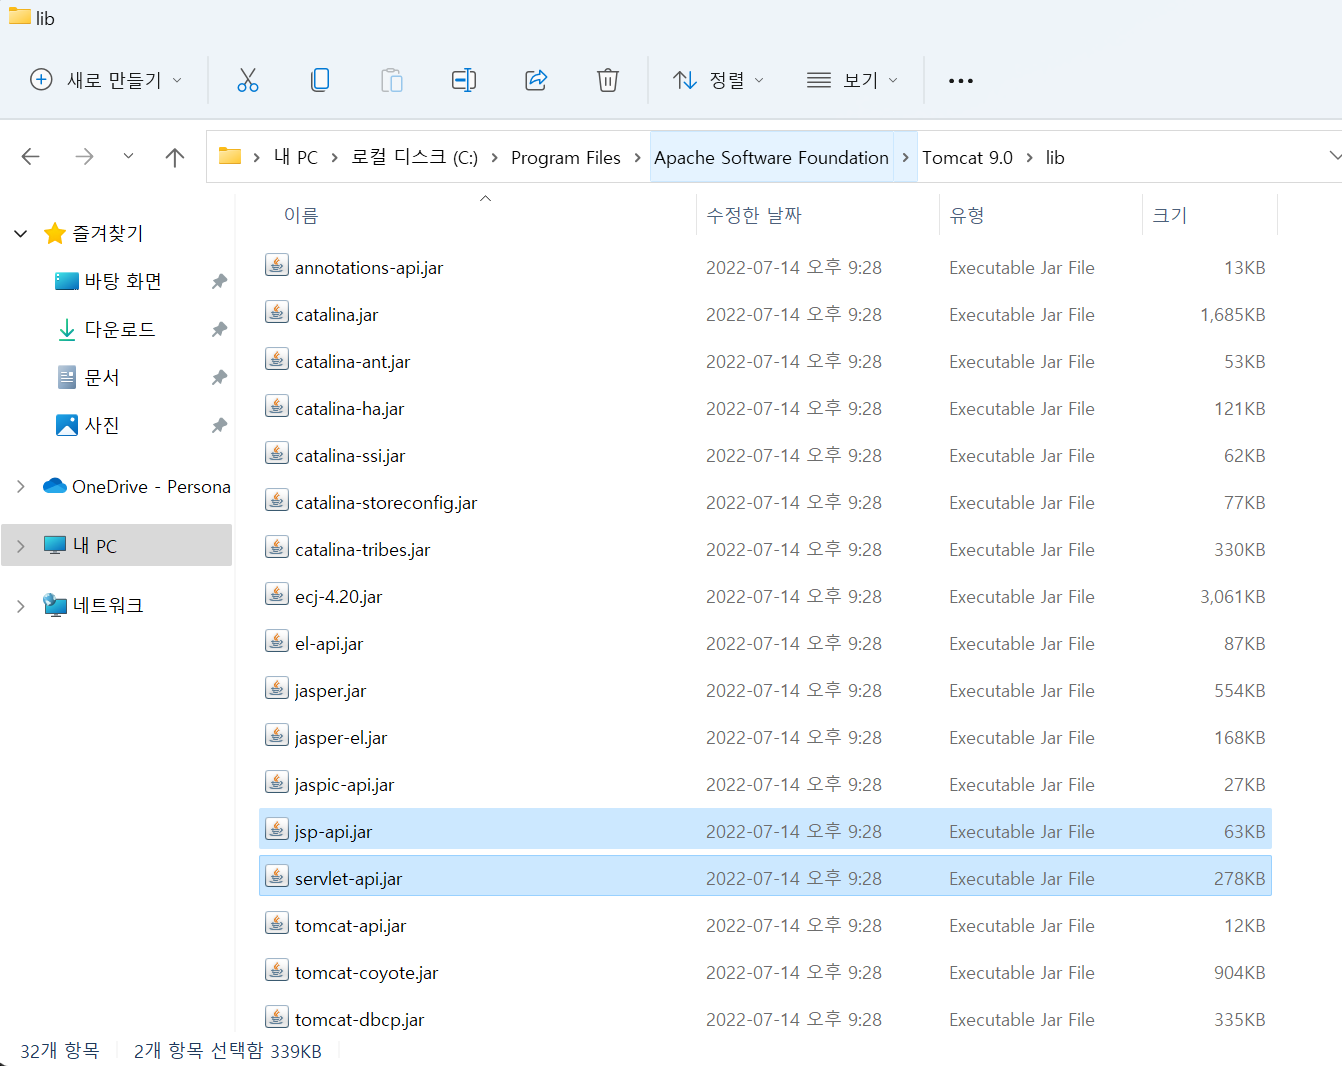 lib
새로 만들기 정렬 보기
내 PC 로컬 디스크 (C:) Program Files Apache Software Foundation Tomcat 9.0 lib
즐겨찾기
바탕 화면
다운로드
문서
사진
OneDrive - Persona
내 PC
네트워크
이름 수정한 날짜 유형 크기
annotations-api.jar 2022-07-14 오후 9:28 Executable Jar File 13KB
catalina.jar 2022-07-14 오후 9:28 Executable Jar File 1,685KB
catalina-ant.jar 2022-07-14 오후 9:28 Executable Jar File 53KB
catalina-ha.jar 2022-07-14 오후 9:28 Executable Jar File 121KB
catalina-ssi.jar 2022-07-14 오후 9:28 Executable Jar File 62KB
catalina-storeconfig.jar 2022-07-14 오후 9:28 Executable Jar File 77KB
catalina-tribes.jar 2022-07-14 오후 9:28 Executable Jar File 330KB
ecj-4.20.jar 2022-07-14 오후 9:28 Executable Jar File 3,061KB
el-api.jar 2022-07-14 오후 9:28 Executable Jar File 87KB
jasper.jar 2022-07-14 오후 9:28 Executable Jar File 554KB
jasper-el.jar 2022-07-14 오후 9:28 Executable Jar File 168KB
jaspic-api.jar 2022-07-14 오후 9:28 Executable Jar File 27KB
jsp-api.jar 2022-07-14 오후 9:28 Executable Jar File 63KB
servlet-api.jar 2022-07-14 오후 9:28 Executable Jar File 278KB
tomcat-api.jar 2022-07-14 오후 9:28 Executable Jar File 12KB
tomcat-coyote.jar 2022-07-14 오후 9:28 Executable Jar File 904KB
tomcat-dbcp.jar 2022-07-14 오후 9:28 Executable Jar File 335KB
32개 항목 2개 항목 선택함 339KB